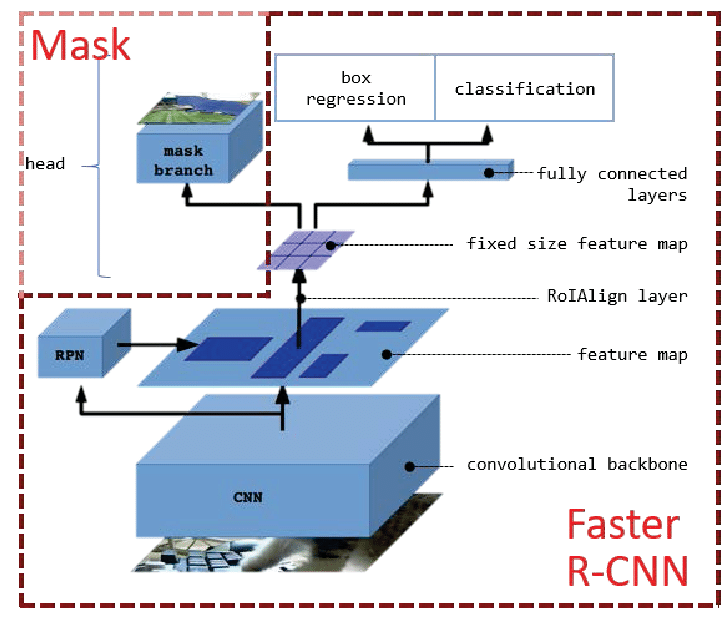 Mask
box
regression
classification
head
mask
branch
fully connected
layers
fixed size feature map
RoIAlign layer
RPN
feature map
convolutional backbone
CNN
Faster
R-CNN